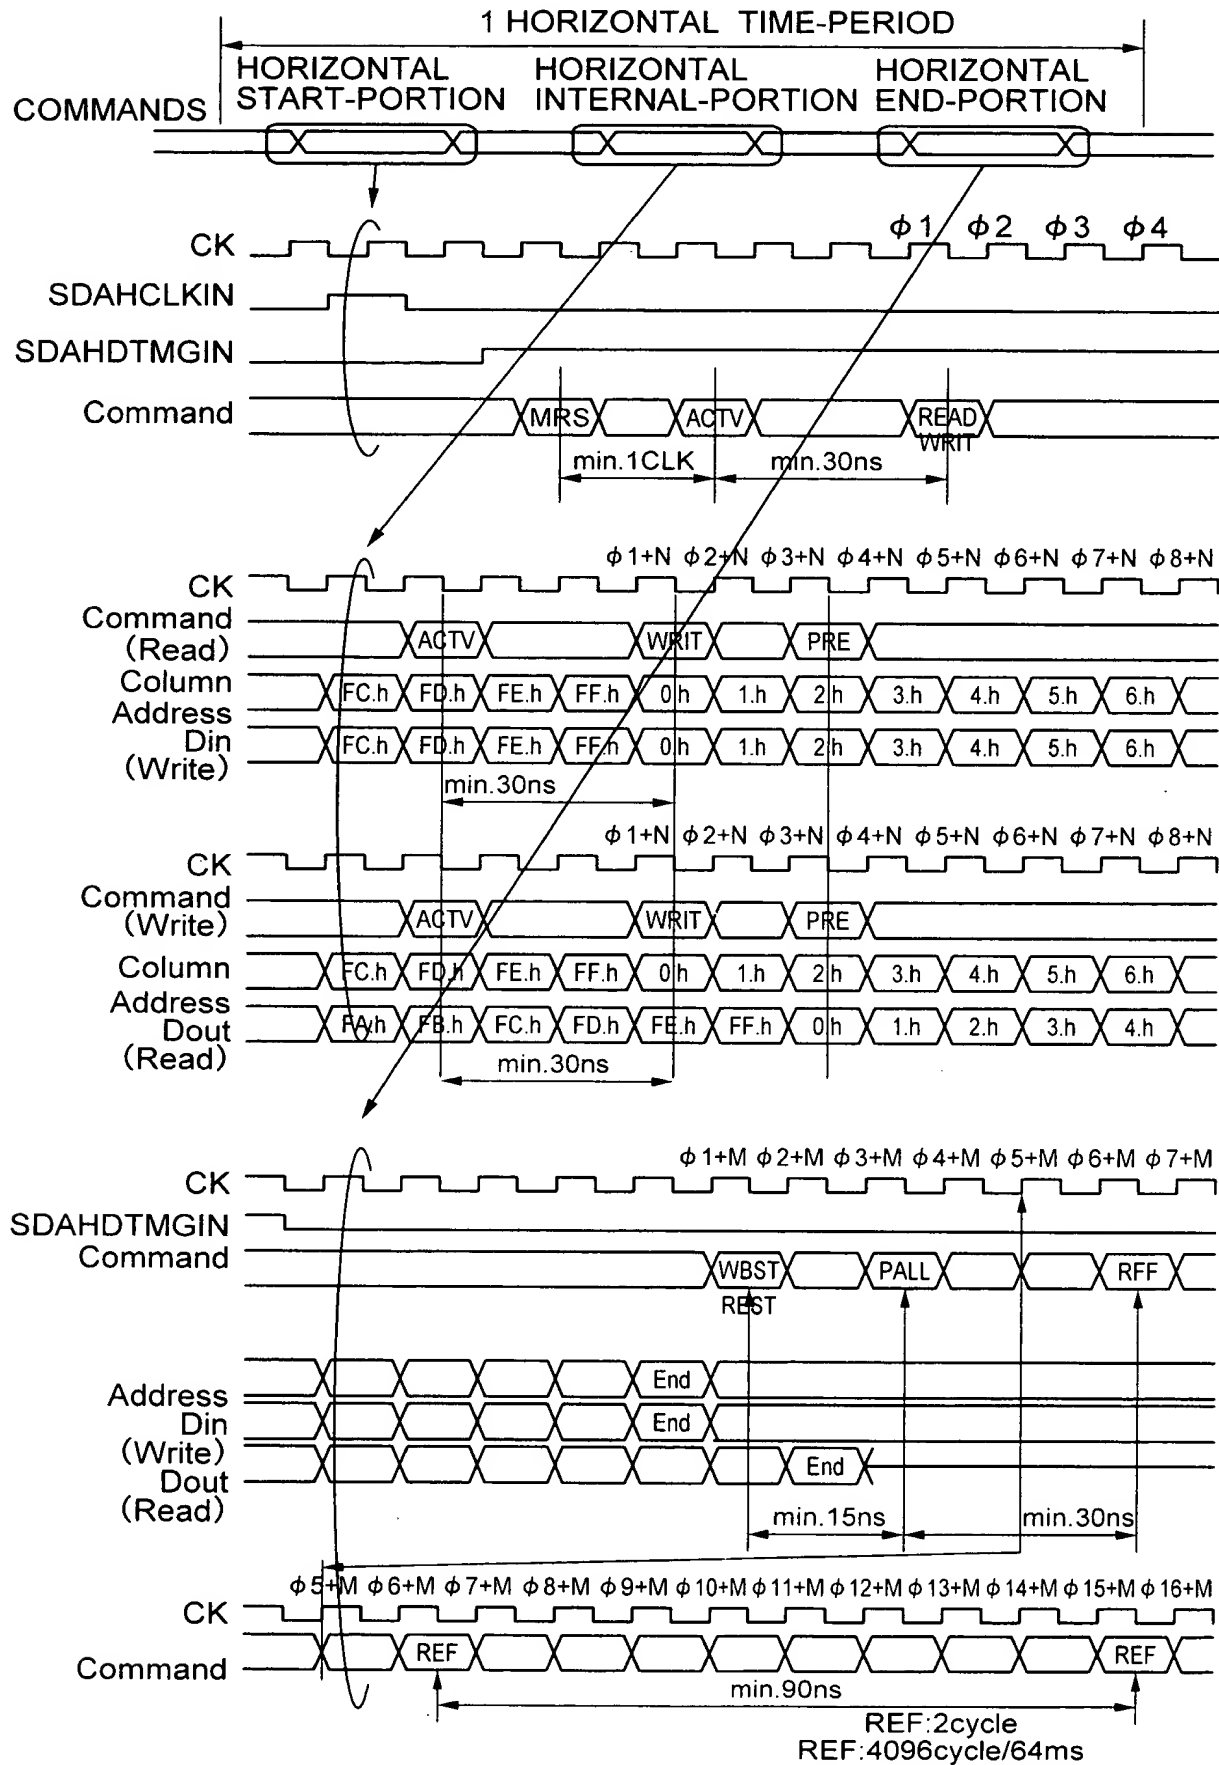 1 HORIZONTAL TIME-PERIOD
HORIZONTAL HORIZONTAL HORIZONTAL
START-PORTION INTERNAL-PORTION END-PORTION
COMMANDS
φ1 φ2 φ3 φ4
CK
SDAHCLKIN
SDAHDTMGIN
Command MRS ACTV READ
WRIT
min.1CLK min.30ns
φ1+N φ2+N φ3+N φ4+N φ5+N φ6+N φ7+N φ8+N
CK
Command
(Read) ACTV WRIT PRE
Column FC.h FD.h FE.h FF.h 0.h 1.h 2.h 3.h 4.h 5.h 6.h
Address
Din FC.h FD.h FE.h FF.h 0.h 1.h 2.h 3.h 4.h 5.h 6.h
(Write)
min.30ns
φ1+N φ2+N φ3+N φ4+N φ5+N φ6+N φ7+N φ8+N
CK
Command
(Write) ACTV WRIT PRE
Column FC.h FD.h FE.h FF.h 0.h 1.h 2.h 3.h 4.h 5.h 6.h
Address
Dout FA.h FB.h FC.h FD.h FE.h FF.h 0.h 1.h 2.h 3.h 4.h
(Read)
min.30ns
φ1+M φ2+M φ3+M φ4+M φ5+M φ6+M φ7+M
CK
SDAHDTMGIN
Command WBST PALL RFF
REST
Address End
Din End
(Write)
Dout End
(Read)
min.15ns min.30ns
φ5+M φ6+M φ7+M φ8+M φ9+M φ10+M φ11+M φ12+M φ13+M φ14+M φ15+M φ16+M
CK
Command REF REF
min.90ns
REF:2cycle
REF:4096cycle/64ms